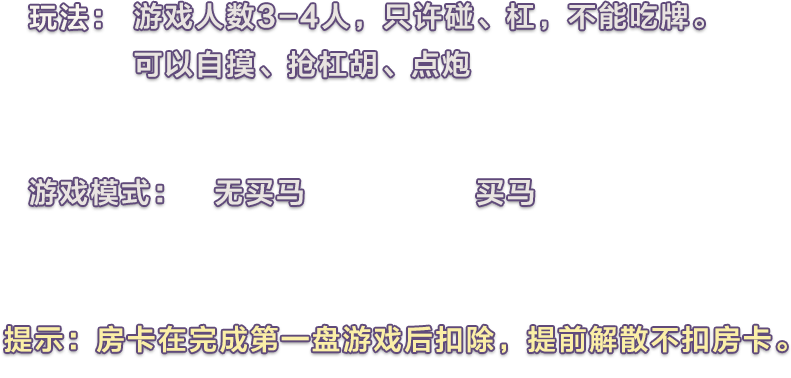 玩法： 游戏人数3-4人，只许碰、杠，不能吃牌。
可以自摸、抢杠胡、点炮
游戏模式： 无买马 买马
提示：房卡在完成第一盘游戏后扣除，提前解散不扣房卡。